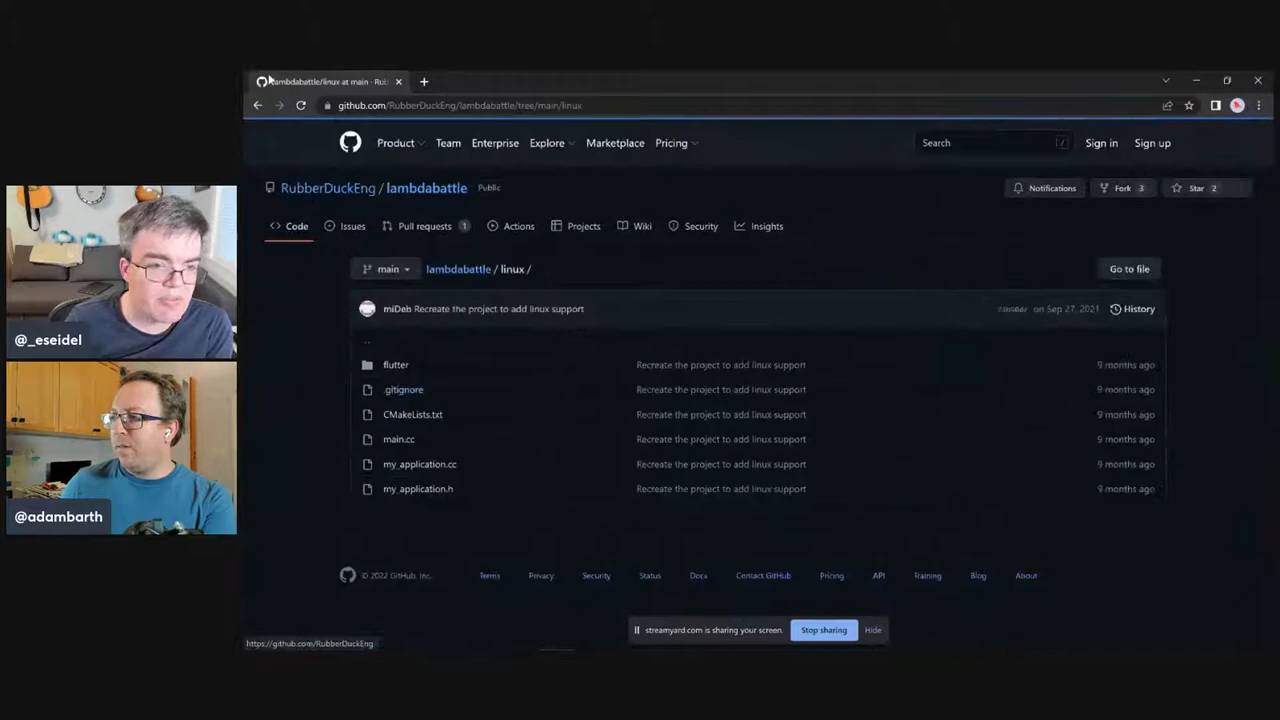 lambdabattle/linux at main · Rub
github.com/RubberDuckEng/lambdabattle/tree/main/linux
Product Team Enterprise Explore Marketplace Pricing Search / Sign in Sign up
RubberDuckEng / lambdabattle Public Notifications Fork 3 Star 2
Code Issues Pull requests 1 Actions Projects Wiki Security Insights
main lambdabattle / linux / Go to file
miDeb Recreate the project to add linux support on Sep 27, 2021 History
..
flutter Recreate the project to add linux support 9 months ago
.gitignore Recreate the project to add linux support 9 months ago
CMakeLists.txt Recreate the project to add linux support 9 months ago
main.cc Recreate the project to add linux support 9 months ago
my_application.cc Recreate the project to add linux support 9 months ago
my_application.h Recreate the project to add linux support 9 months ago
@_eseidel
@adambarth
© 2022 GitHub, Inc. Terms Privacy Security Status Docs Contact GitHub Pricing API Training Blog About
streamyard.com is sharing your screen. Stop sharing Hide
https://github.com/RubberDuckEng